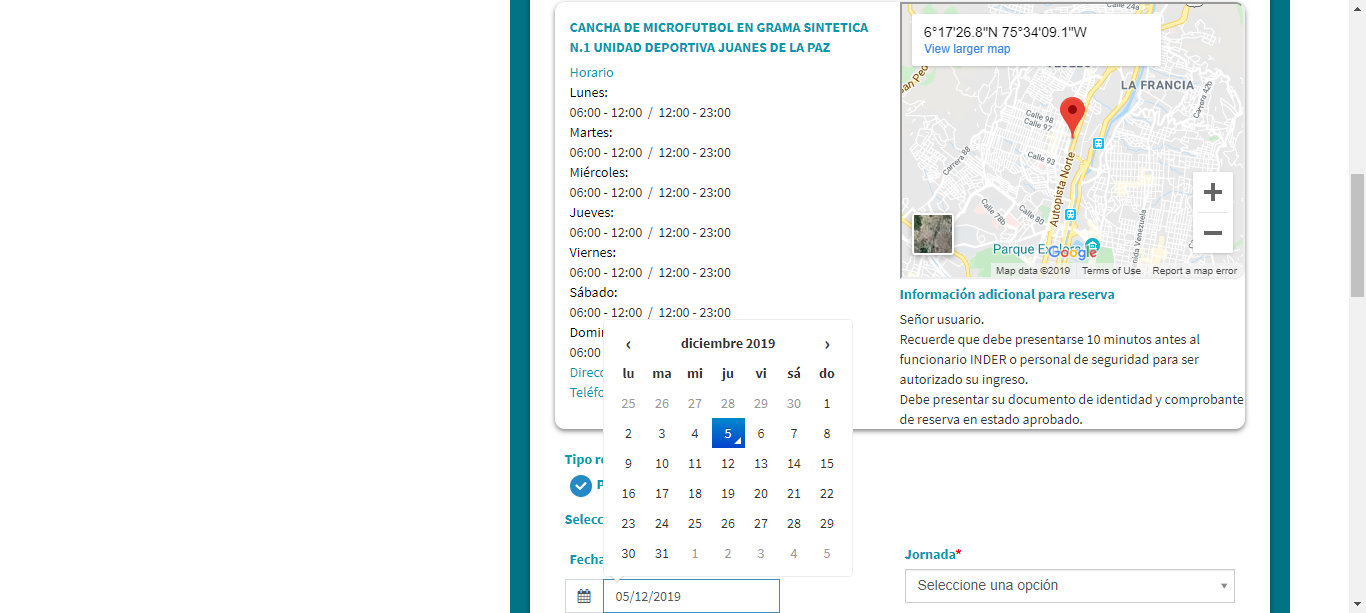 CANCHA DE MICROFUTBOL EN GRAMA SINTETICA
N.1 UNIDAD DEPORTIVA JUANES DE LA PAZ
Horario
Lunes:
06:00 - 12:00 / 12:00 - 23:00
Martes:
06:00 - 12:00 / 12:00 - 23:00
Miércoles:
06:00 - 12:00 / 12:00 - 23:00
Jueves:
06:00 - 12:00 / 12:00 - 23:00
Viernes:
06:00 - 12:00 / 12:00 - 23:00
Sábado:
06:00 - 12:00 / 12:00 - 23:00
Domin
06:00
Direcc
Teléfo
6°17'26.8"N 75°34'09.1"W
View larger map
LA FRANCIA
Calle 24a
Carrera 42b
Calle 98
Calle 97
Calle 93
Carrera 88
Autopista Norte
Calle 78b
Calle 80
Parque Explora
Google
Map data ©2019 Terms of Use Report a map error
Información adicional para reserva
Señor usuario.
Recuerde que debe presentarse 10 minutos antes al
funcionario INDER o personal de seguridad para ser
autorizado su ingreso.
Debe presentar su documento de identidad y comprobante
de reserva en estado aprobado.
‹ diciembre 2019 ›
lu ma mi ju vi sá do
25 26 27 28 29 30 1
2 3 4 5 6 7 8
9 10 11 12 13 14 15
16 17 18 19 20 21 22
23 24 25 26 27 28 29
30 31 1 2 3 4 5
Tipo re
P
Selecc
Fecha
05/12/2019
Jornada*
Seleccione una opción